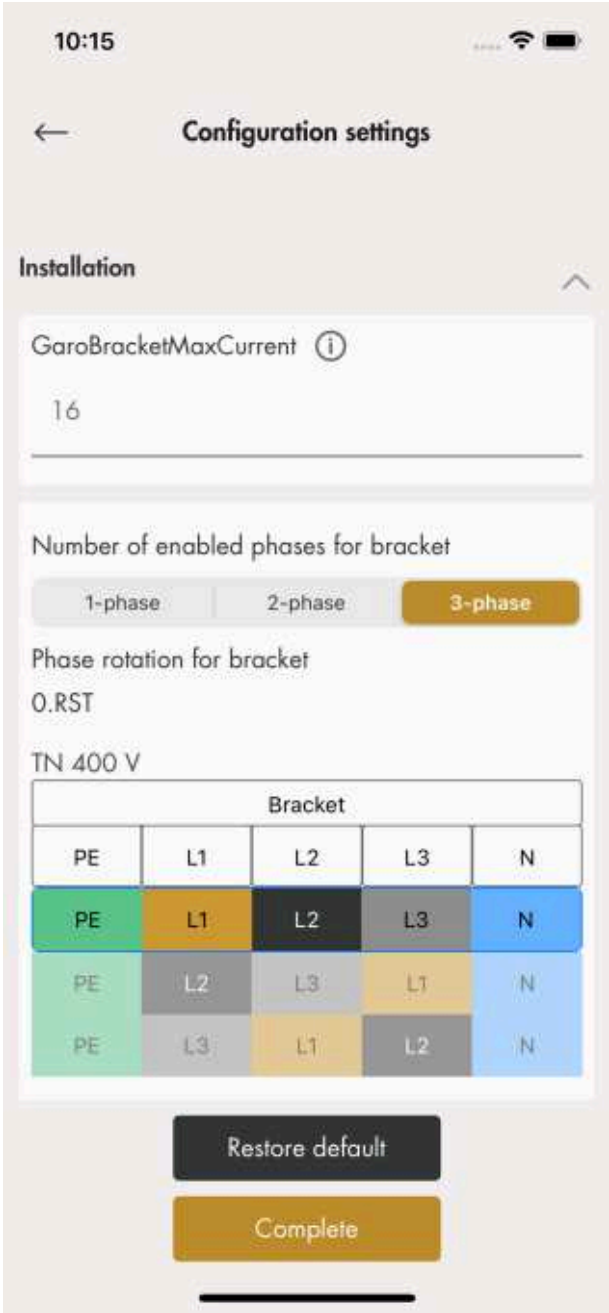 10:15
Configuration settings
Installation
GaroBracketMaxCurrent
16
Number of enabled phases for bracket
1-phase 2-phase 3-phase
Phase rotation for bracket
0.RST
TN 400 V
Bracket
PE L1 L2 L3 N
PE L1 L2 L3 N
PE L2 L3 L1 N
PE L3 L1 L2 N
Restore default
Complete